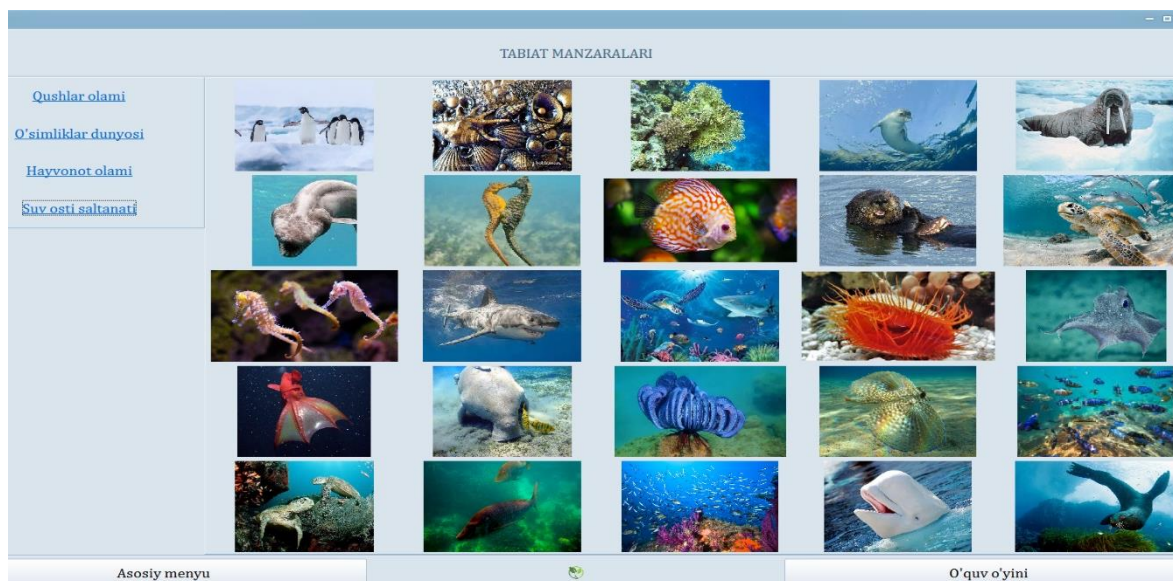 TABIAT MANZARALARI
Qushlar olami
O'simliklar dunyosi
Hayvonot olami
Suv osti saltanati
Asosiy menyu
O'quv o'yini